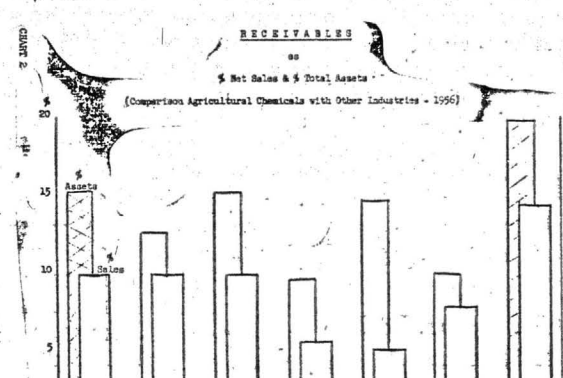 CHART 2
RECEIVABLES
as
% Net Sales & % Total Assets
(Comparison Agricultural Chemicals with Other Industries - 1956)
%
20
15
10
5
%
Assets
%
Sales